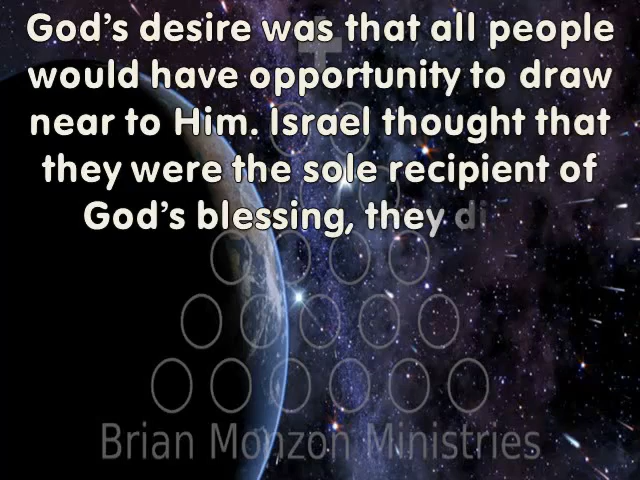 God's desire was that all people
would have opportunity to draw
near to Him. Israel thought that
they were the sole recipient of
God's blessing, they
Brian Monzon Ministries